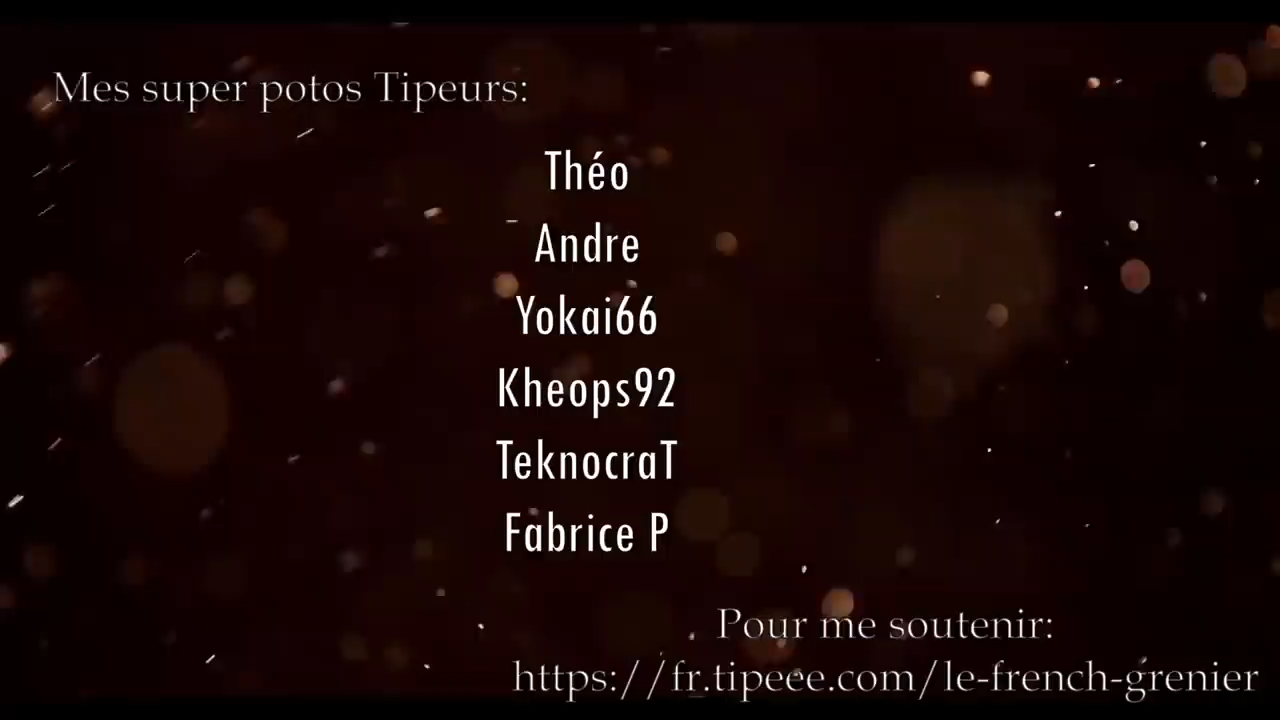 Mes super potos Tipeurs:
Théo
Andre
Yokai66
Kheops92
TeknocraT
Fabrice P
Pour me soutenir:
https://fr.tipeee.com/le-french-grenier